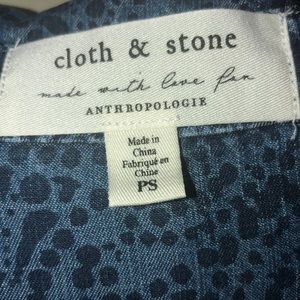 cloth & stone
made with love for
ANTHROPOLOGIE
Made in
China
Fabriqué en
Chine
PS